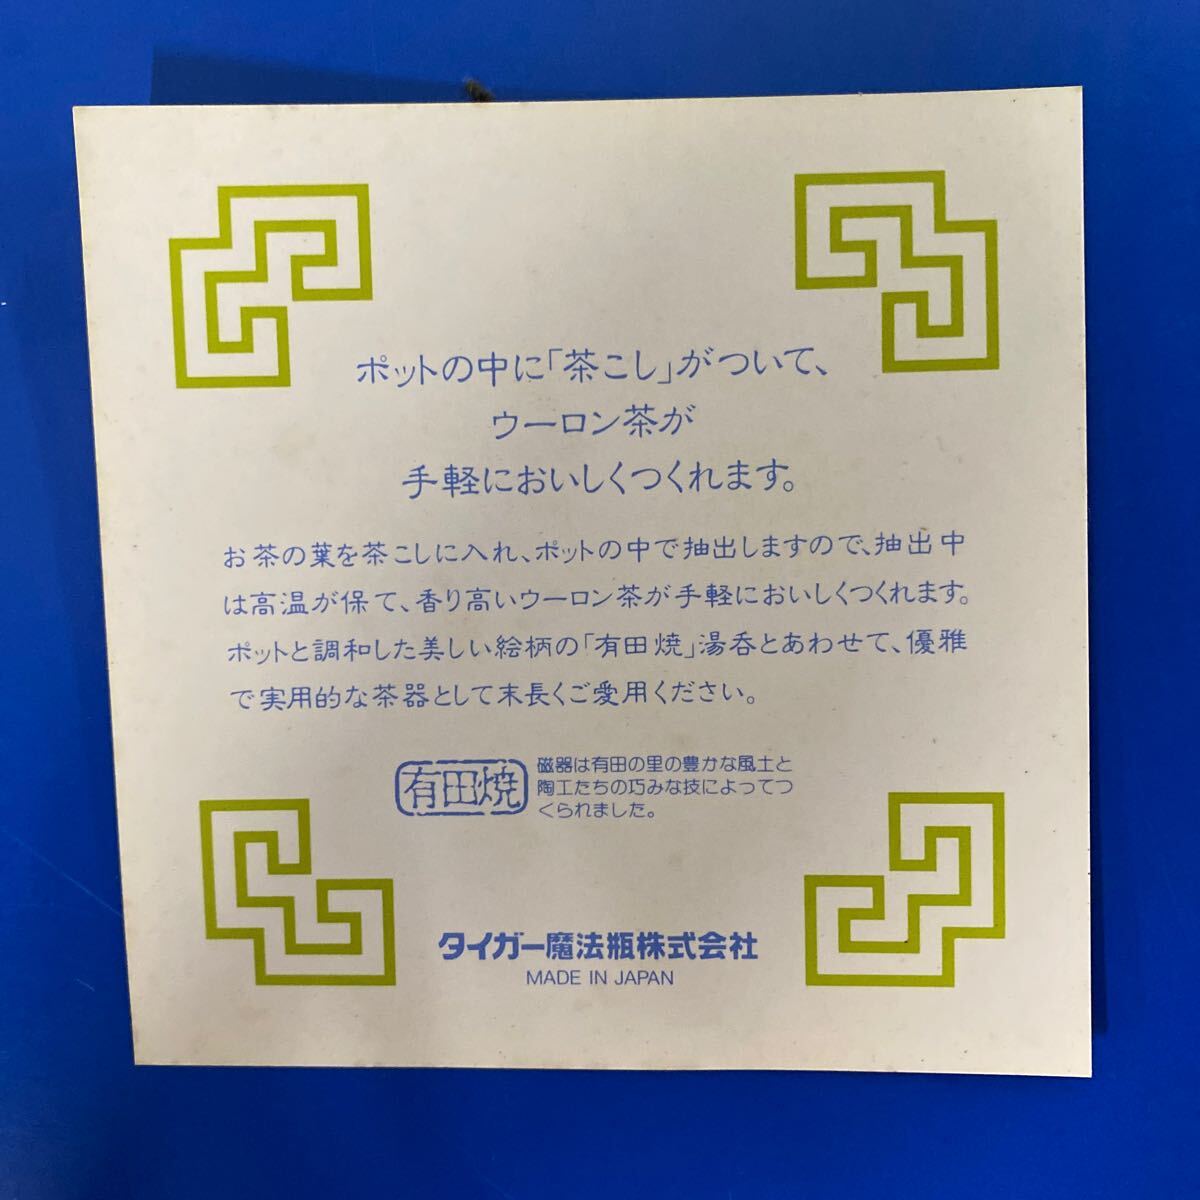 ポットの中に「茶こし」がついて、
ウーロン茶が
手軽においしくつくれます。
お茶の葉を茶こしに入れ、ポットの中で抽出しますので、抽出中
は高温が保て、香り高いウーロン茶が手軽においしくつくれます。
ポットと調和した美しい絵柄の「有田焼」湯呑とあわせて、優雅
で実用的な茶器として末長くご愛用ください。
有田焼
磁器は有田の里の豊かな風土と
陶工たちの巧みな技によってつ
くられました。
タイガー魔法瓶株式会社
MADE IN JAPAN